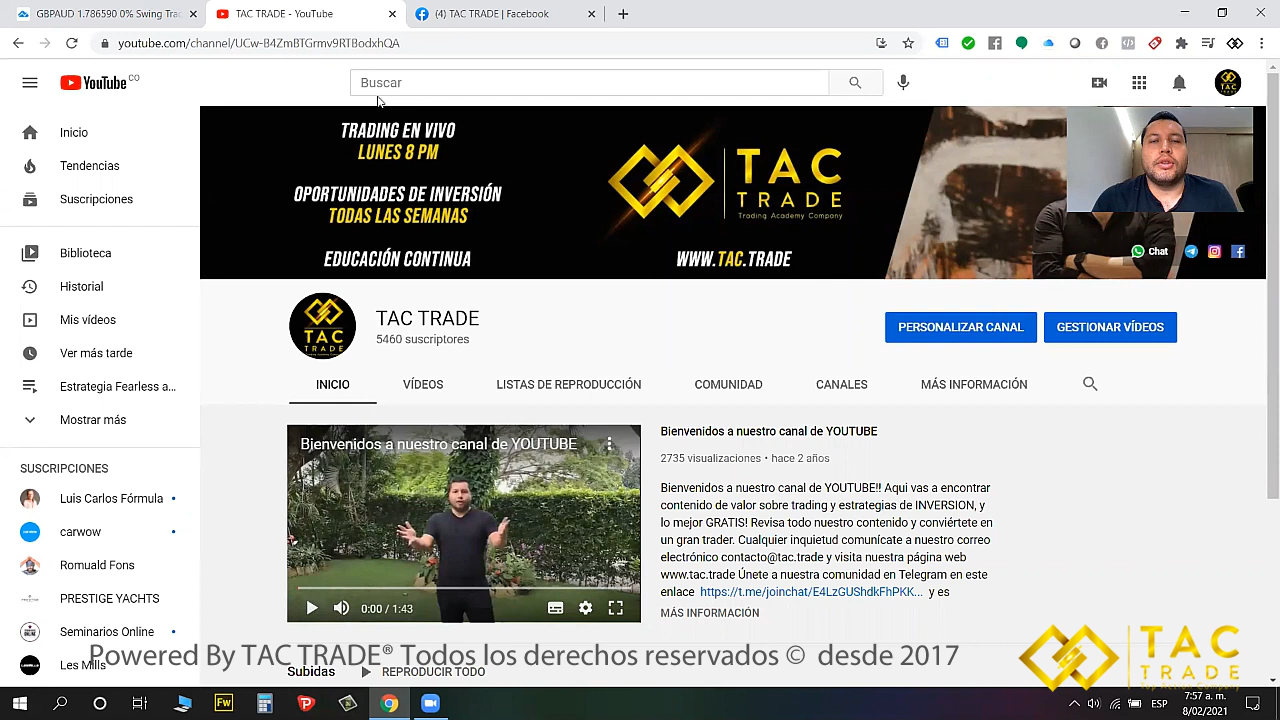 GBPAUD 1.786590 0% Swing Tra
TAC TRADE - YouTube
(4) TAC TRADE | Facebook
youtube.com/channel/UCw-B4ZmBTGrmv9RTBodxhQA
YouTube CO
Buscar
Inicio
Tendencias
Suscripciones
Biblioteca
Historial
Mis vídeos
Ver más tarde
Estrategia Fearless a...
Mostrar más
SUSCRIPCIONES
Luis Carlos Fórmula
carwow
Romuald Fons
PRESTIGE YACHTS
Seminarios Online
Les Mills
TRADING EN VIVO
LUNES 8 PM
OPORTUNIDADES DE INVERSIÓN
TODAS LAS SEMANAS
EDUCACIÓN CONTINUA
TAC
TRADE
Trading Academy Company
WWW.TAC.TRADE
Chat
TAC
TRADE
TAC TRADE
5460 suscriptores
PERSONALIZAR CANAL
GESTIONAR VÍDEOS
INICIO
VÍDEOS
LISTAS DE REPRODUCCIÓN
COMUNIDAD
CANALES
MÁS INFORMACIÓN
Bienvenidos a nuestro canal de YOUTUBE
0:00 / 1:43
Bienvenidos a nuestro canal de YOUTUBE
2735 visualizaciones • hace 2 años
Bienvenidos a nuestro canal de YOUTUBE!! Aqui vas a encontrar
contenido de valor sobre trading y estrategias de INVERSION, y
lo mejor GRATIS! Revisa todo nuestro contenido y conviértete en
un gran trader. Cualquier inquietud comunícate a nuestro correo
electrónico contacto@tac.trade y visita nuestra página web
www.tac.trade Únete a nuestra comunidad en Telegram en este
enlace https://t.me/joinchat/E4LzGUShdkFhPKK... y es
MÁS INFORMACIÓN
Subidas
REPRODUCIR TODO
Powered By TAC TRADE® Todos los derechos reservados © desde 2017
TAC
TRADE
Top Action Company
Fw
ESP
7:57 a. m.
8/02/2021